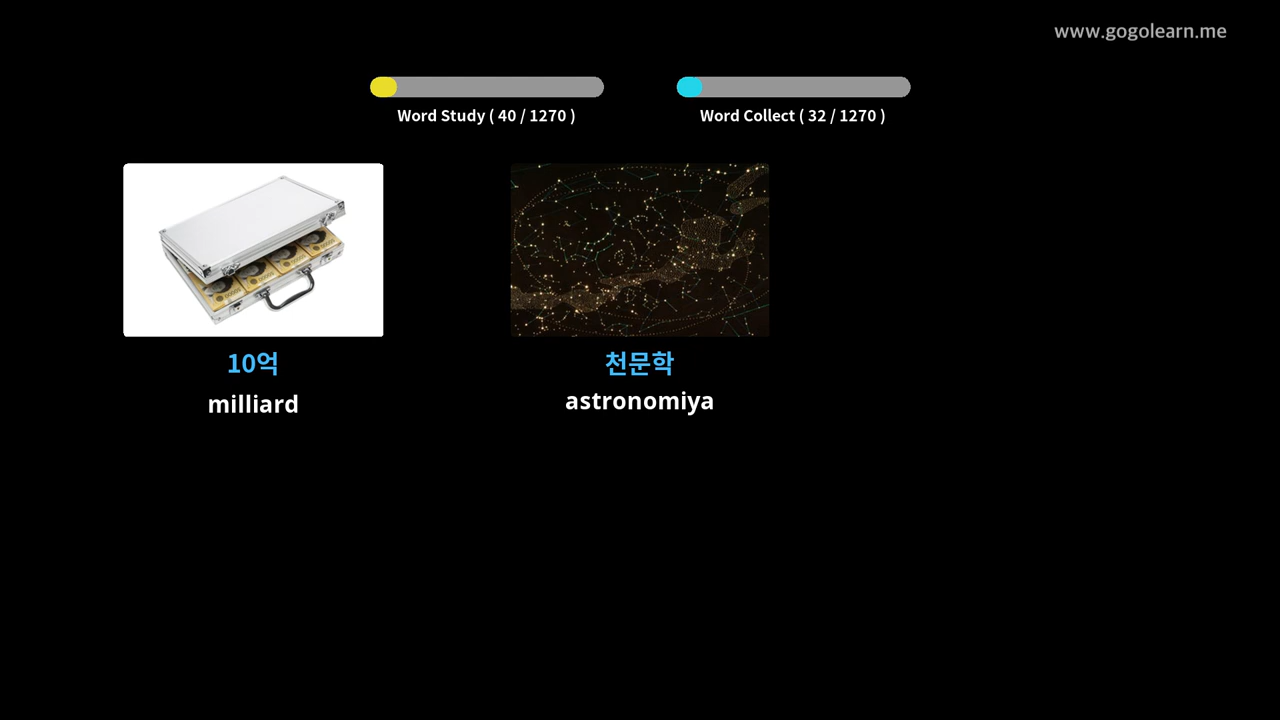 www.gogolearn.me
Word Study ( 40 / 1270 )
Word Collect ( 32 / 1270 )
10억
milliard
천문학
astronomiya